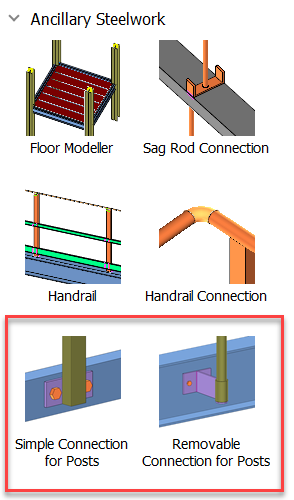 Ancillary Steelwork
Floor Modeller
Sag Rod Connection
Handrail
Handrail Connection
Simple Connection
for Posts
Removable
Connection for Posts